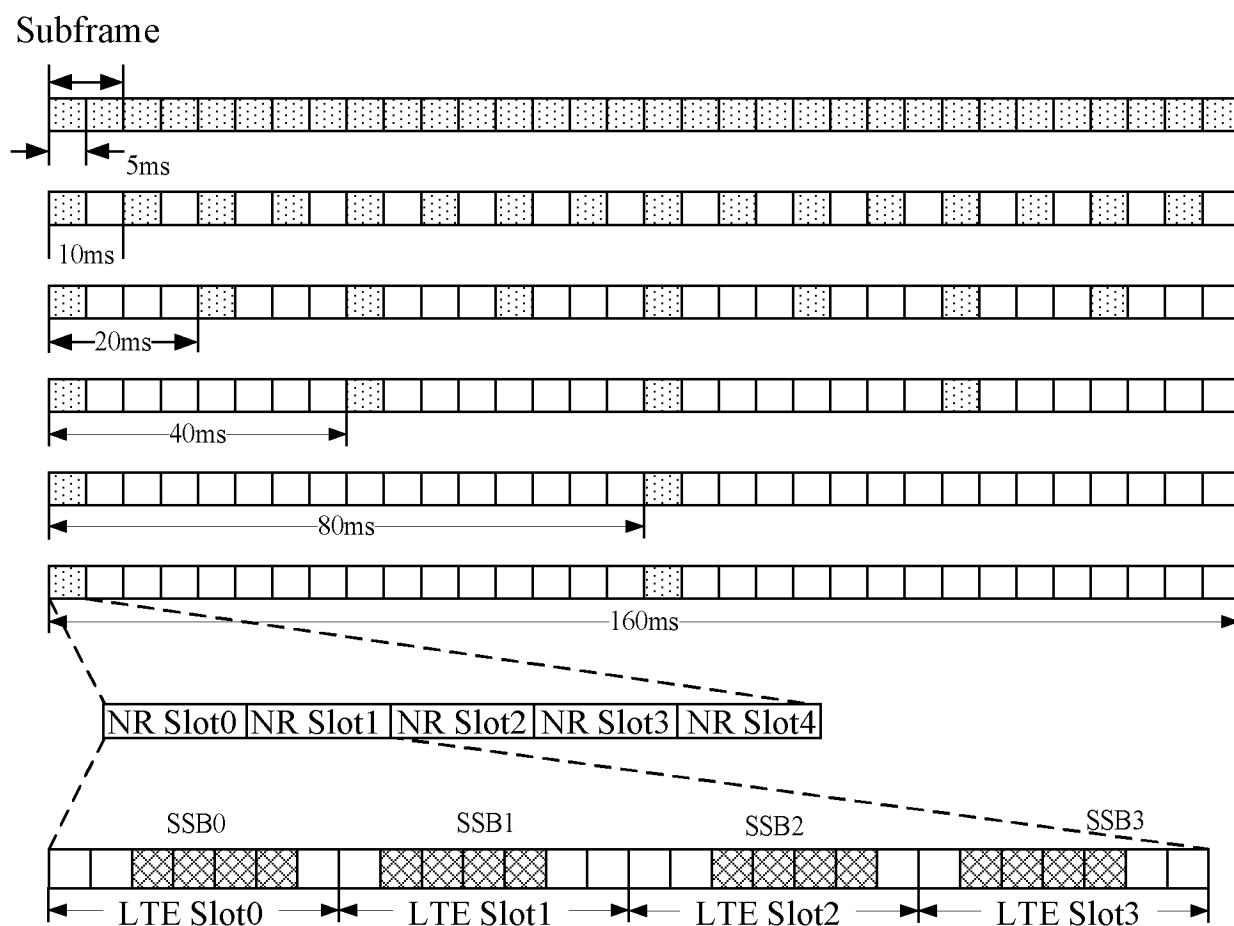 Subframe
5ms
10ms
20ms
40ms
80ms
160ms
NR Slot0 NR Slot1 NR Slot2 NR Slot3 NR Slot4
SSB0 SSB1 SSB2 SSB3
LTE Slot0 LTE Slot1 LTE Slot2 LTE Slot3